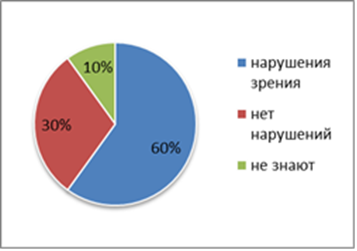 10%
30%
60%
нарушения
зрения
нет
нарушений
не знают